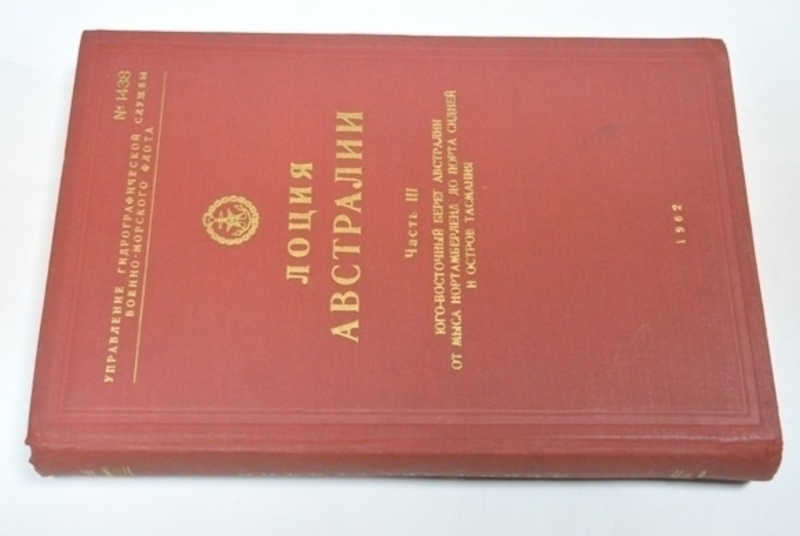 № 1438
УПРАВЛЕНИЕ ГИДРОГРАФИЧЕСКОЙ СЛУЖБЫ
ВОЕННО-МОРСКОГО ФЛОТА
ЛОЦИЯ
АВСТРАЛИИ
Часть III
ЮГО-ВОСТОЧНЫЙ БЕРЕГ АВСТРАЛИИ
ОТ МЫСА НОРТАМБЕРЛЕНД ДО ПОРТА СИДНЕЙ
И ОСТРОВ ТАСМАНИЯ
1962